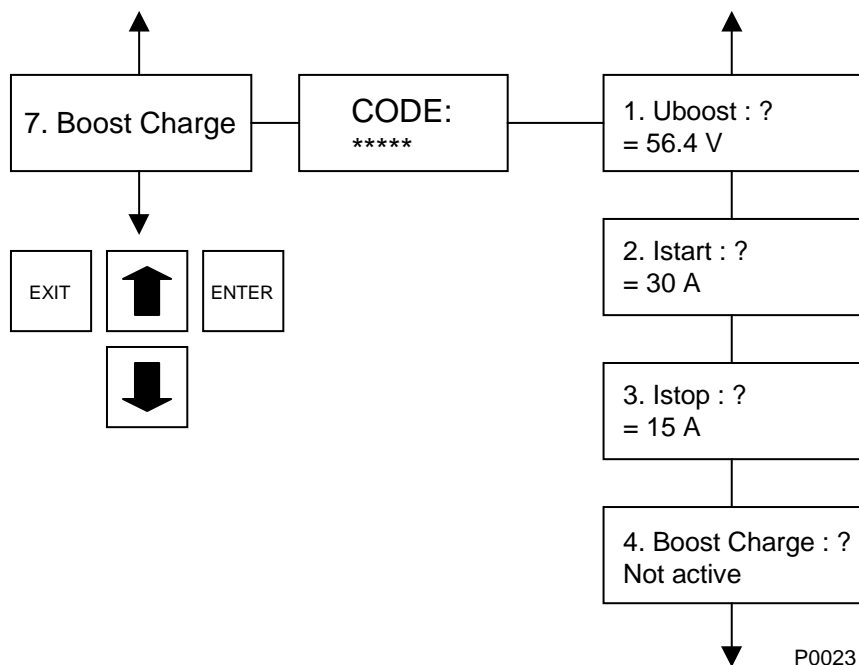 7. Boost Charge
CODE:
*****
1. Uboost : ?
= 56.4 V
EXIT
ENTER
2. Istart : ?
= 30 A
3. Istop : ?
= 15 A
4. Boost Charge : ?
Not active
P0023